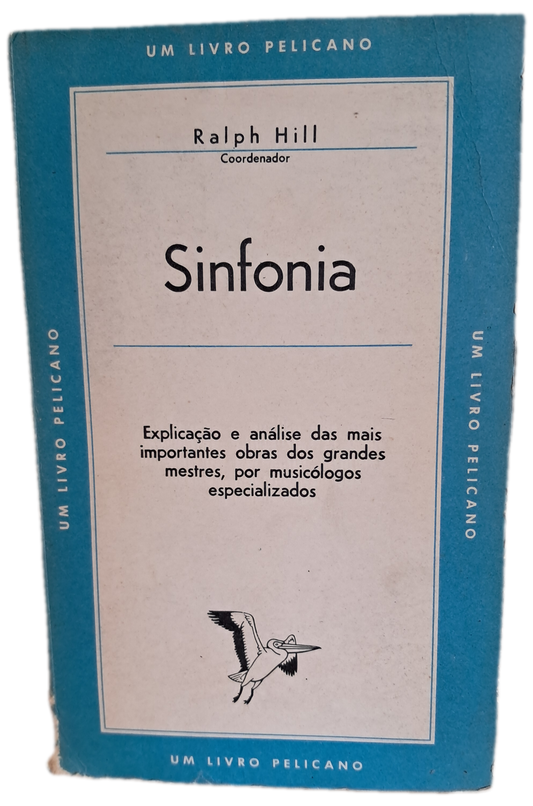 UM LIVRO PELICANO
Ralph Hill
Coordenador
Sinfonia
UM LIVRO PELICANO
UM LIVRO PELICANO
Explicação e análise das mais
importantes obras dos grandes
mestres, por musicólogos
especializados
UM LIVRO PELICANO